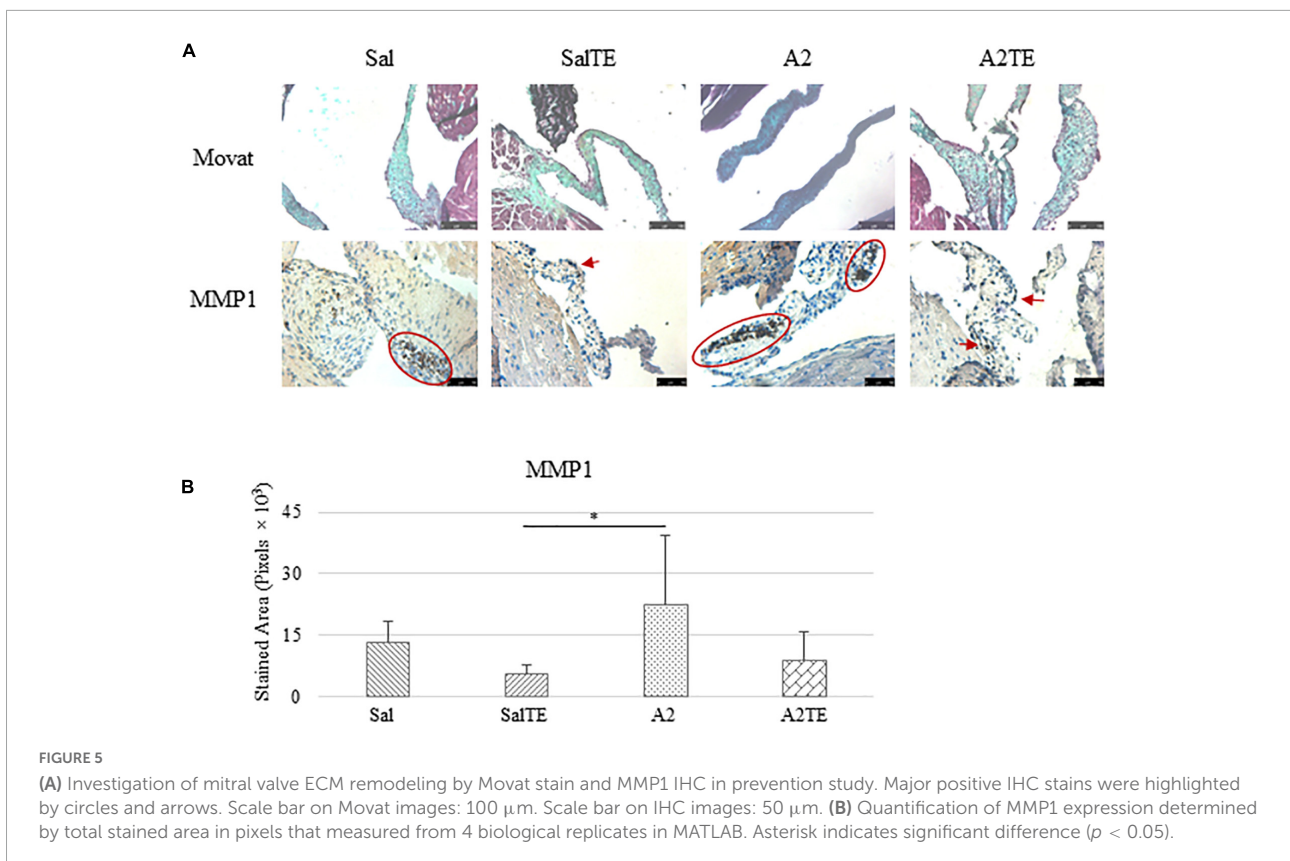 A
Sal SalTE A2 A2TE
Movat
MMP1
B
MMP1
Stained Area (Pixels × 10³)
45
30
15
0
*
Sal SalTE A2 A2TE
FIGURE 5
(A) Investigation of mitral valve ECM remodeling by Movat stain and MMP1 IHC in prevention study. Major positive IHC stains were highlighted
by circles and arrows. Scale bar on Movat images: 100 μm. Scale bar on IHC images: 50 μm. (B) Quantification of MMP1 expression determined
by total stained area in pixels that measured from 4 biological replicates in MATLAB. Asterisk indicates significant difference (p < 0.05).